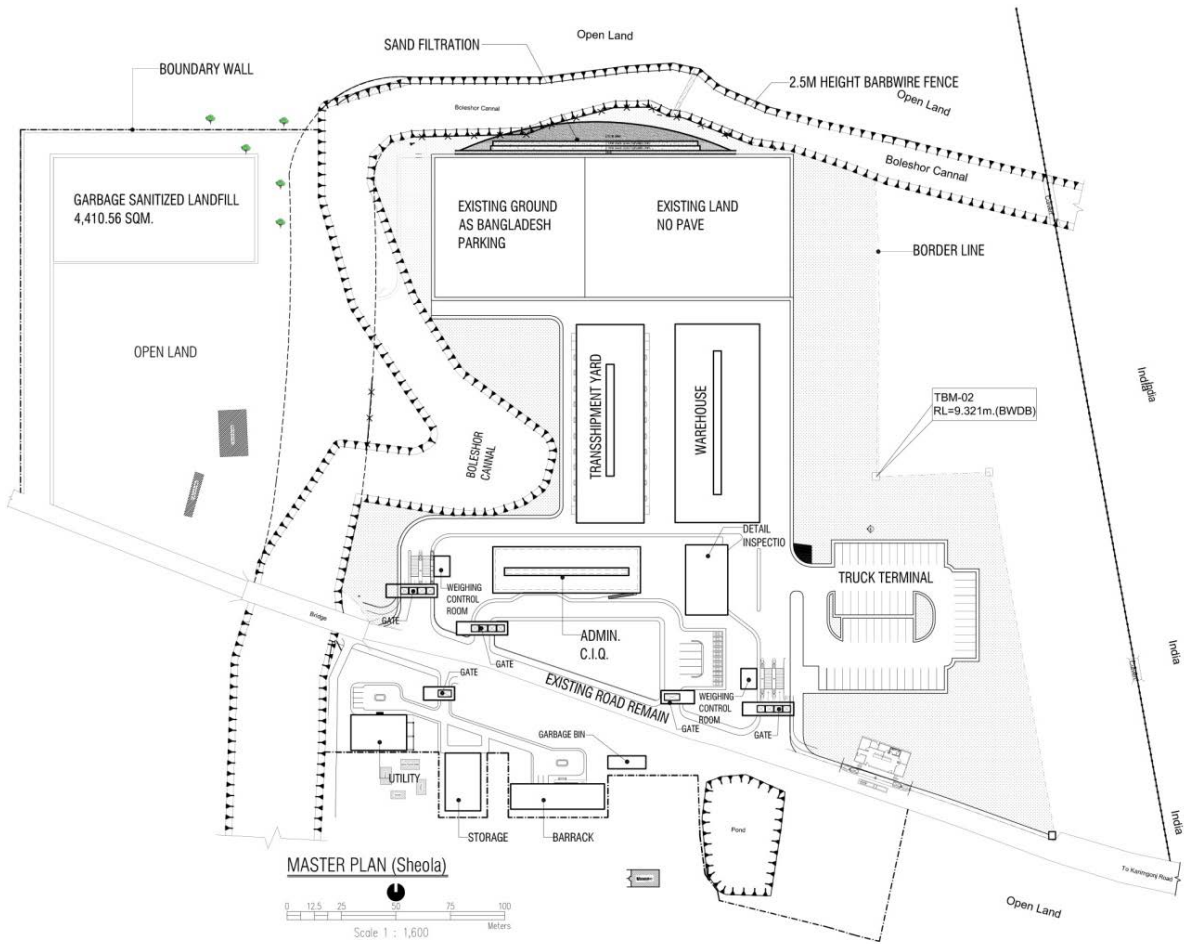 Open Land
SAND FILTRATION
BOUNDARY WALL
2.5M HEIGHT BARBWIRE FENCE
Open Land
Boleshor Cannal
Boleshor Cannal
GARBAGE SANITIZED LANDFILL
4,410.56 SQM.
EXISTING GROUND
AS BANGLADESH
PARKING
EXISTING LAND
NO PAVE
BORDER LINE
OPEN LAND
India
India
TBM-02
RL=9.321m.(BWDB)
TRANSSHIPMENT YARD
WAREHOUSE
BOLESHOR
CANNAL
DETAIL
INSPECTIO
TRUCK TERMINAL
WEIGHING
CONTROL
ROOM
GATE
Bridge
ADMIN.
C.I.Q.
GATE
India
GATE
EXISTING ROAD REMAIN
WEIGHING
CONTROL
ROOM
GATE
GATE
GARBAGE BIN
UTILITY
India
Pond
STORAGE
BARRACK
MASTER PLAN (Sheola)
To Karimgonj Road
Open Land
0 12.5 25 50 75 100
Meters
Scale 1 : 1,600